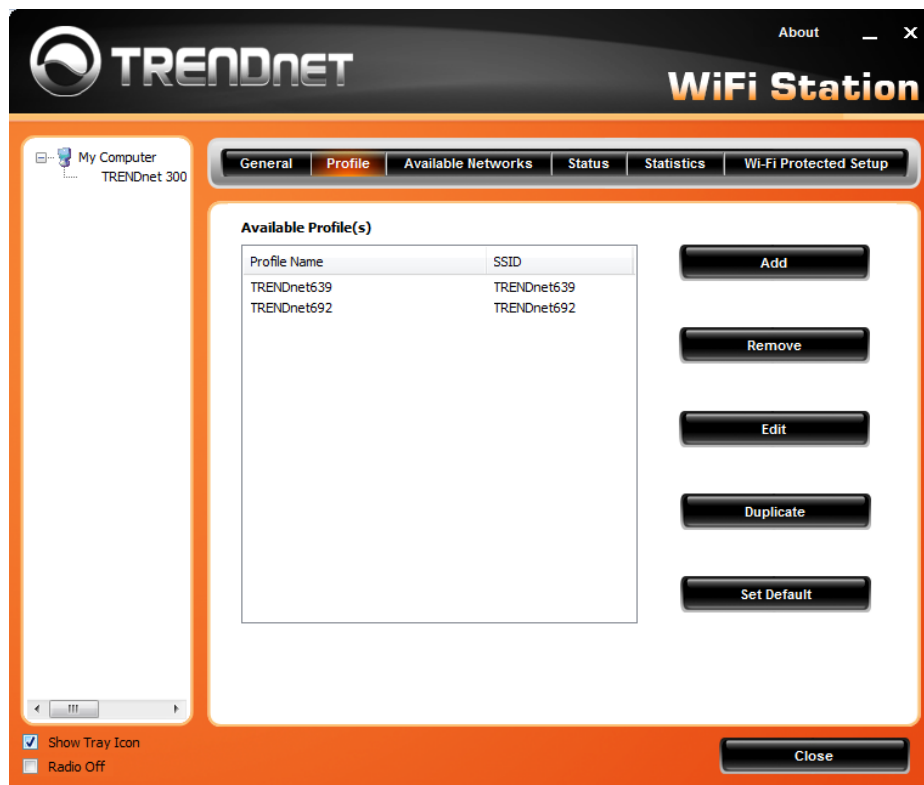 TRENDnet
About
WiFi Station
My Computer
TRENDnet 300
General Profile Available Networks Status Statistics Wi-Fi Protected Setup
Available Profile(s)
Profile Name SSID
TRENDnet639 TRENDnet639
TRENDnet692 TRENDnet692
Add
Remove
Edit
Duplicate
Set Default
Show Tray Icon
Radio Off
Close